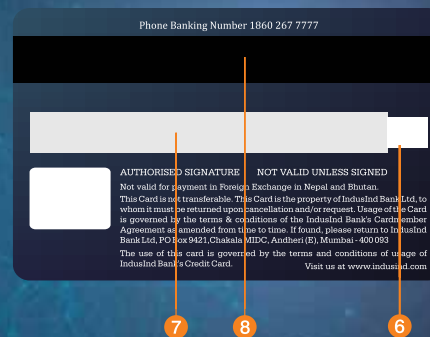 Phone Banking Number 1860 267 7777
AUTHORISED SIGNATURE NOT VALID UNLESS SIGNED
Not valid for payment in Foreign Exchange in Nepal and Bhutan.
This Card is not transferable. This Card is the property of IndusInd Bank Ltd, to
whom it must be returned upon cancellation and/or request. Usage of the Card
is governed by the terms & conditions of the IndusInd Bank's Cardmember
Agreement as amended from time to time. If found, please return to IndusInd
Bank Ltd, PO Box 9421,Chakala MIDC, Andheri (E), Mumbai - 400 093
The use of this card is governed by the terms and conditions of usage of
IndusInd Bank's Credit Card.
Visit us at www.indusind.com
7 8 6